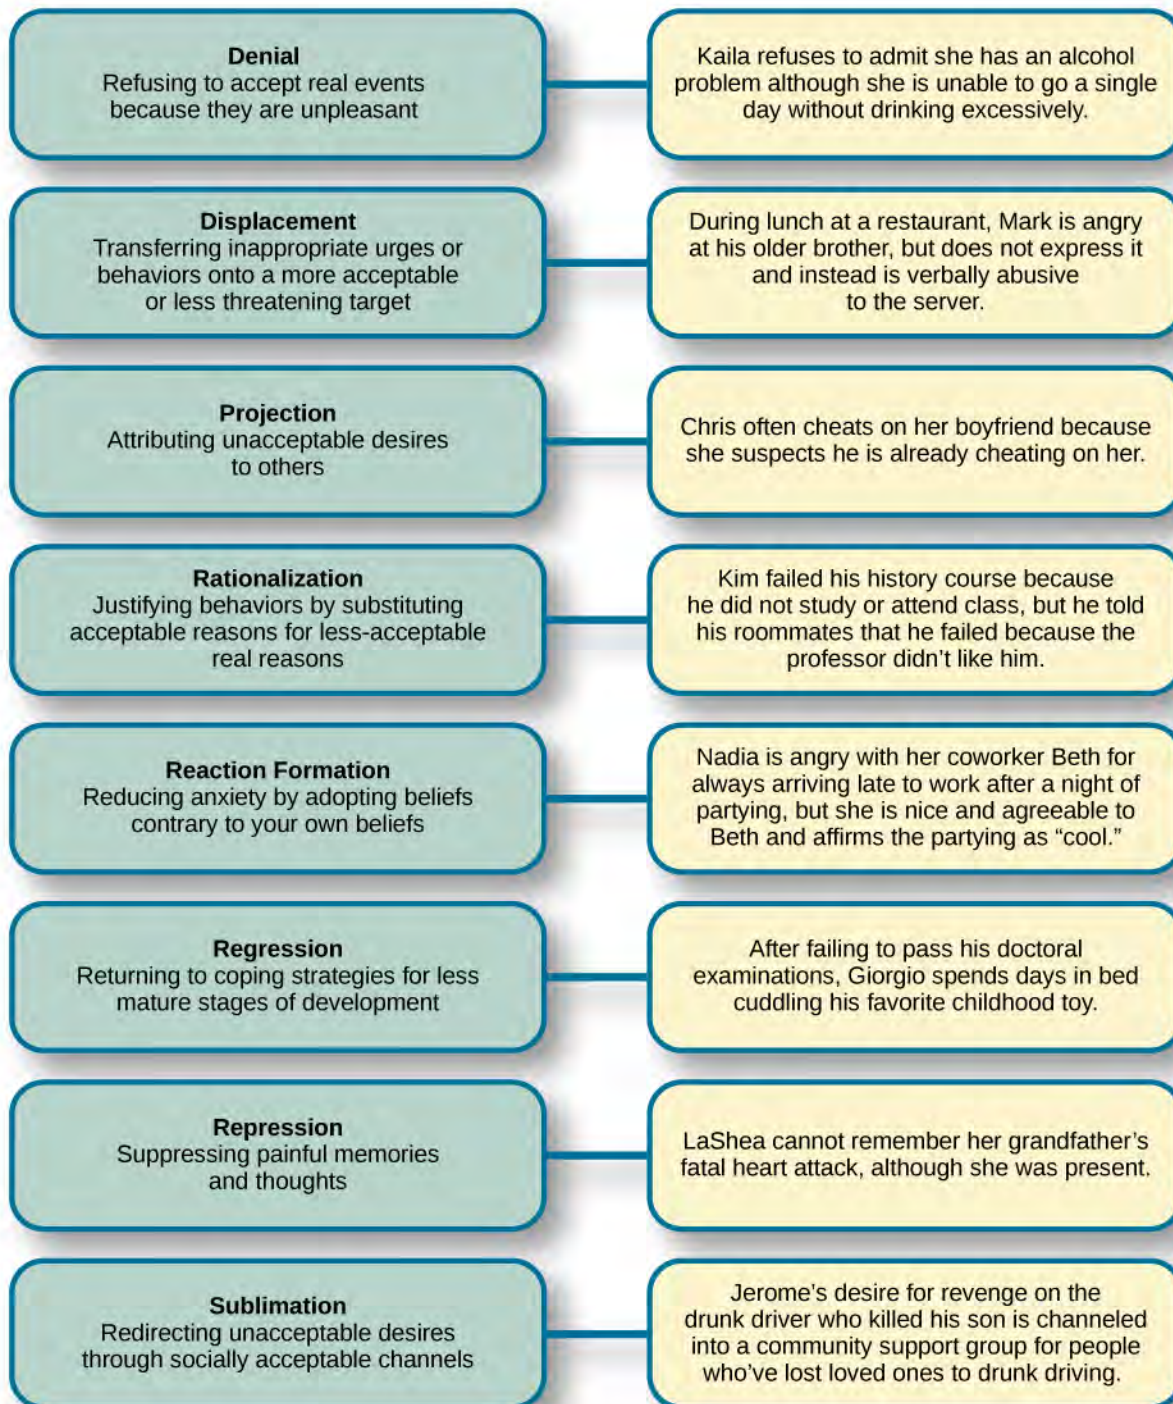 Denial
Refusing to accept real events
because they are unpleasant
Kaila refuses to admit she has an alcohol
problem although she is unable to go a single
day without drinking excessively.
Displacement
Transferring inappropriate urges or
behaviors onto a more acceptable
or less threatening target
During lunch at a restaurant, Mark is angry
at his older brother, but does not express it
and instead is verbally abusive
to the server.
Projection
Attributing unacceptable desires
to others
Chris often cheats on her boyfriend because
she suspects he is already cheating on her.
Rationalization
Justifying behaviors by substituting
acceptable reasons for less-acceptable
real reasons
Kim failed his history course because
he did not study or attend class, but he told
his roommates that he failed because the
professor didn’t like him.
Reaction Formation
Reducing anxiety by adopting beliefs
contrary to your own beliefs
Nadia is angry with her coworker Beth for
always arriving late to work after a night of
partying, but she is nice and agreeable to
Beth and affirms the partying as “cool.”
Regression
Returning to coping strategies for less
mature stages of development
After failing to pass his doctoral
examinations, Giorgio spends days in bed
cuddling his favorite childhood toy.
Repression
Suppressing painful memories
and thoughts
LaShea cannot remember her grandfather’s
fatal heart attack, although she was present.
Sublimation
Redirecting unacceptable desires
through socially acceptable channels
Jerome’s desire for revenge on the
drunk driver who killed his son is channeled
into a community support group for people
who’ve lost loved ones to drunk driving.